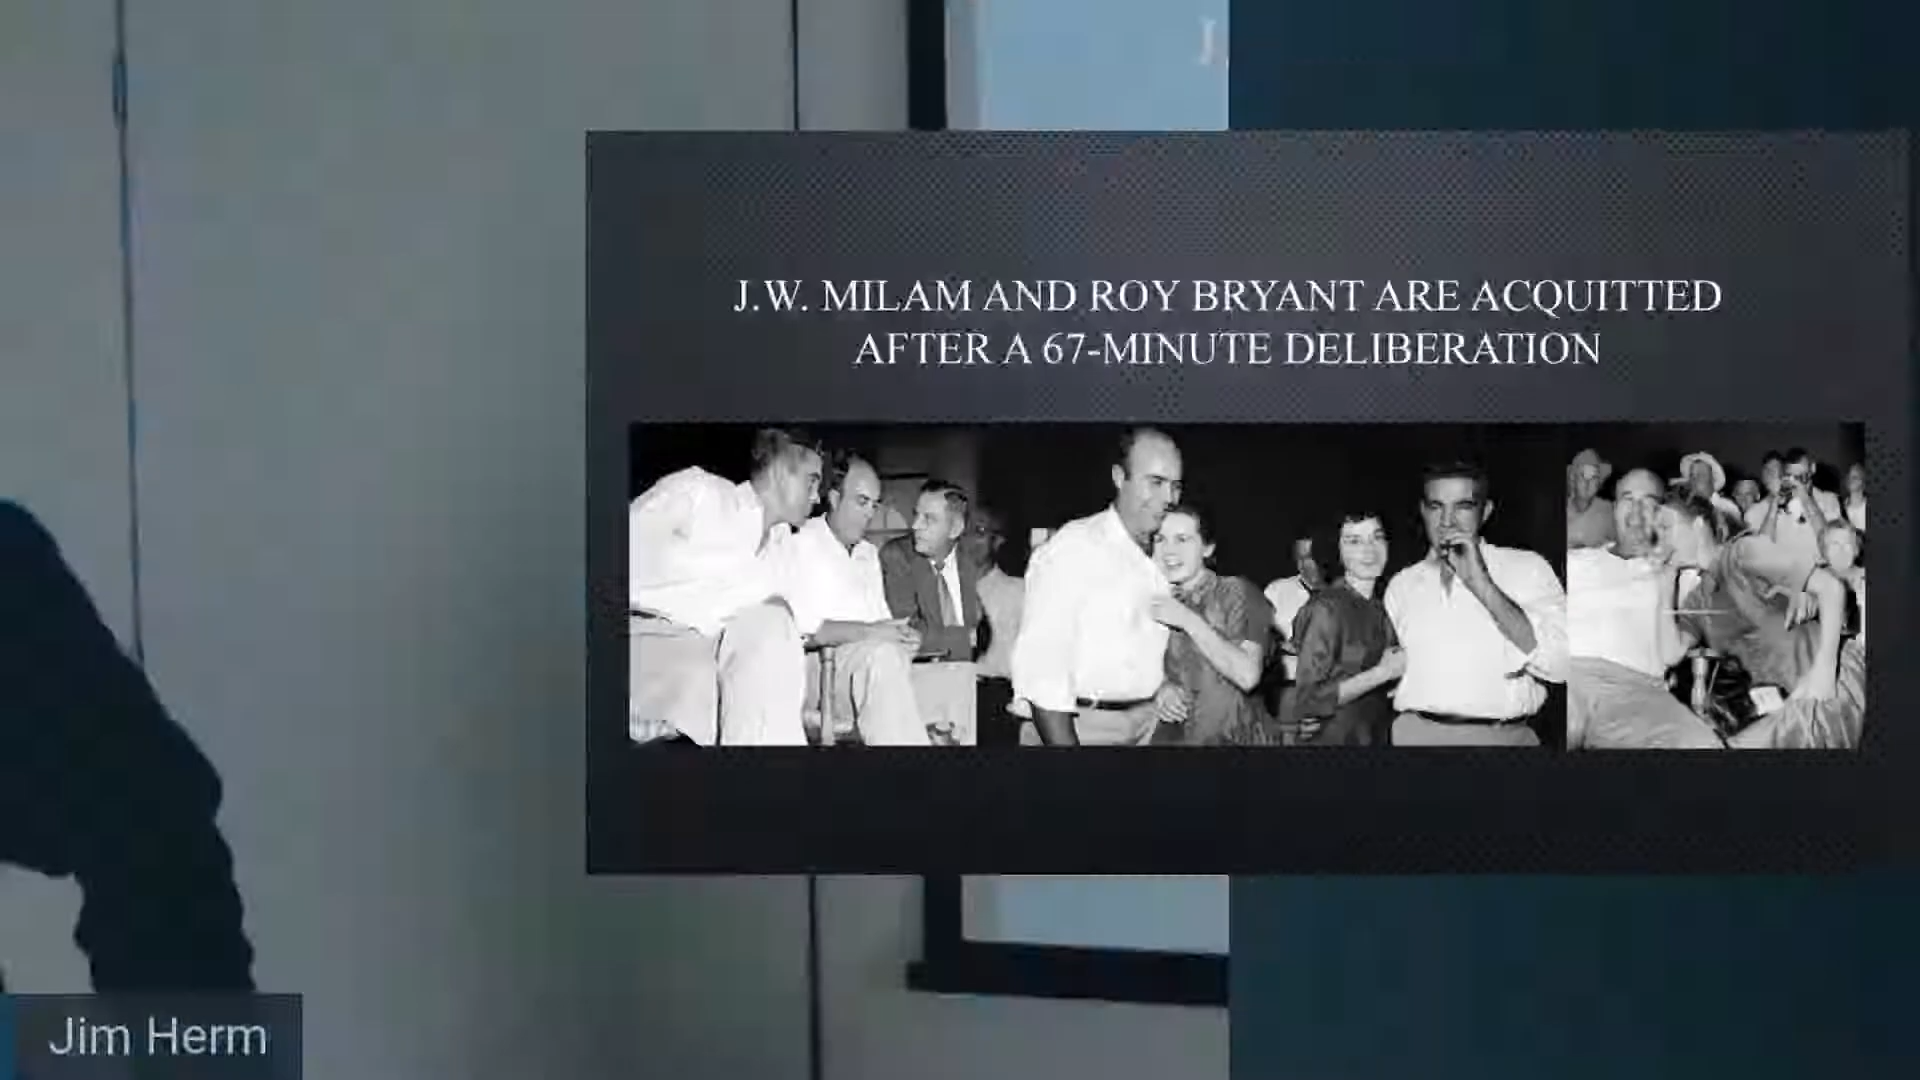 J.
J.W. MILAM AND ROY BRYANT ARE ACQUITTED
AFTER A 67-MINUTE DELIBERATION
Jim Herm